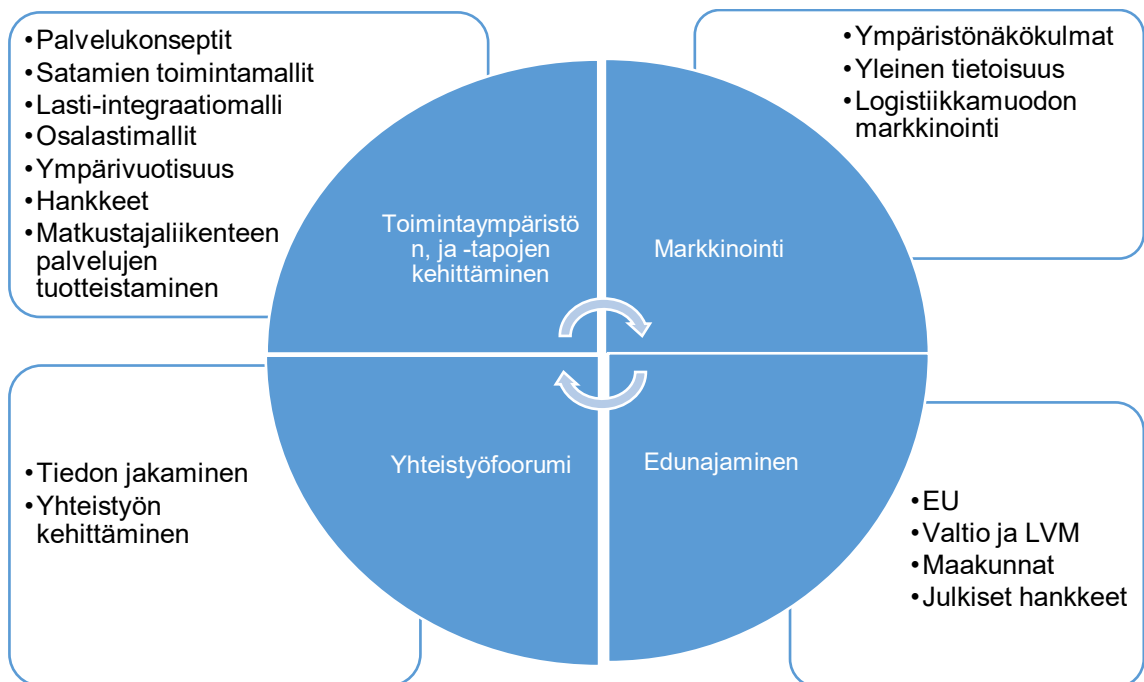 •Palvelukonseptit
•Satamien toimintamallit
•Lasti-integraatiomalli
•Osalastimallit
•Ympärivuotisuus
•Hankkeet
•Matkustajaliikenteen
palvelujen
tuotteistaminen
•Ympäristönäkökulmat
•Yleinen tietoisuus
•Logistiikkamuodon
markkinointi
Toimintaympäristö
n, ja -tapojen
kehittäminen
Markkinointi
Yhteistyöfoorumi
Edunajaminen
•Tiedon jakaminen
•Yhteistyön
kehittäminen
•EU
•Valtio ja LVM
•Maakunnat
•Julkiset hankkeet